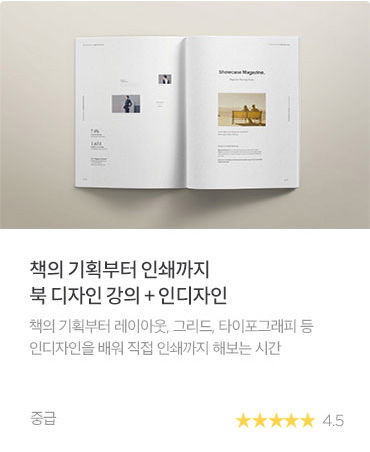 Showcase Magazine.
책의 기획부터 인쇄까지
북 디자인 강의 + 인디자인
책의 기획부터 레이아웃, 그리드, 타이포그래피 등
인디자인을 배워 직접 인쇄까지 해보는 시간
중급
★★★★★ 4.5